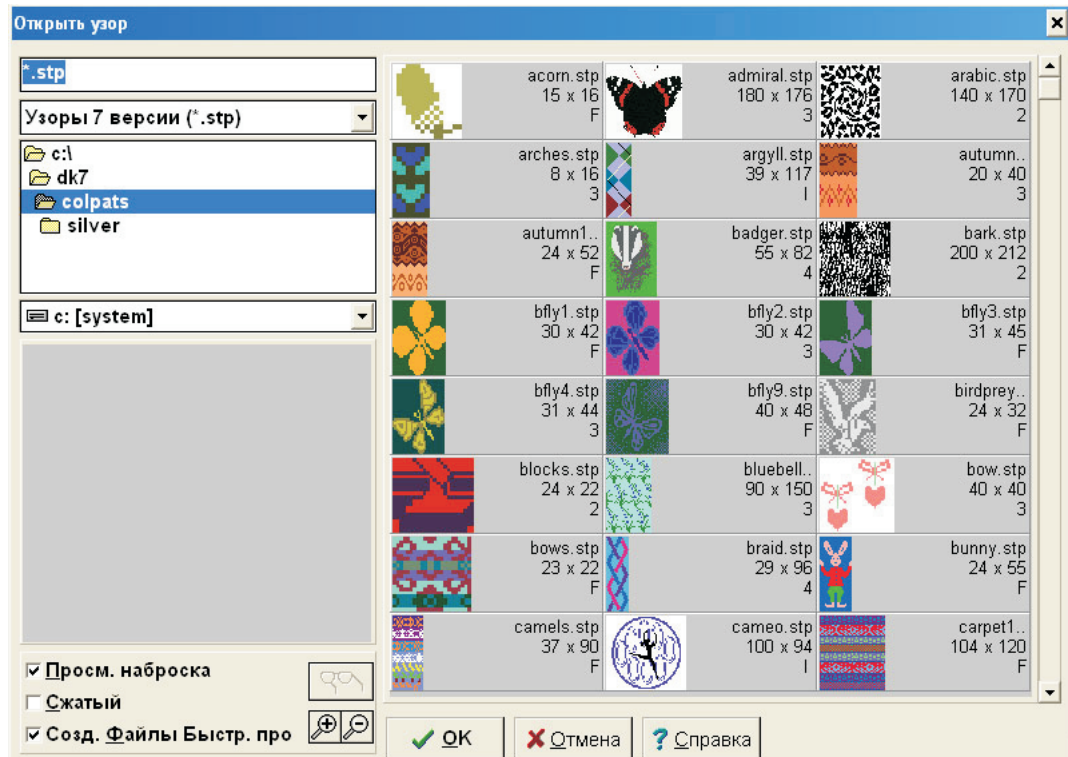 Открыть узор
*.stp
Узоры 7 версии (*.stp)
c:\
dk7
colpats
silver
c: [system]
Просм. наброска
Сжатый
Созд. Файлы Быстр. про
acorn.stp
15 x 16
F
admiral.stp
180 x 176
3
arabic.stp
140 x 170
2
arches.stp
8 x 16
3
argyll.stp
39 x 117
I
autumn..
20 x 40
3
autumn1..
24 x 52
F
badger.stp
55 x 82
4
bark.stp
200 x 212
2
bfly1.stp
30 x 42
F
bfly2.stp
30 x 42
3
bfly3.stp
31 x 45
F
bfly4.stp
31 x 44
3
bfly9.stp
40 x 48
F
birdprey..
24 x 32
F
blocks.stp
24 x 22
2
bluebell..
90 x 150
3
bow.stp
40 x 40
3
bows.stp
23 x 22
F
braid.stp
29 x 96
4
bunny.stp
24 x 55
F
camels.stp
37 x 90
F
cameo.stp
100 x 94
I
carpet1..
104 x 120
F
OK
Отмена
Справка